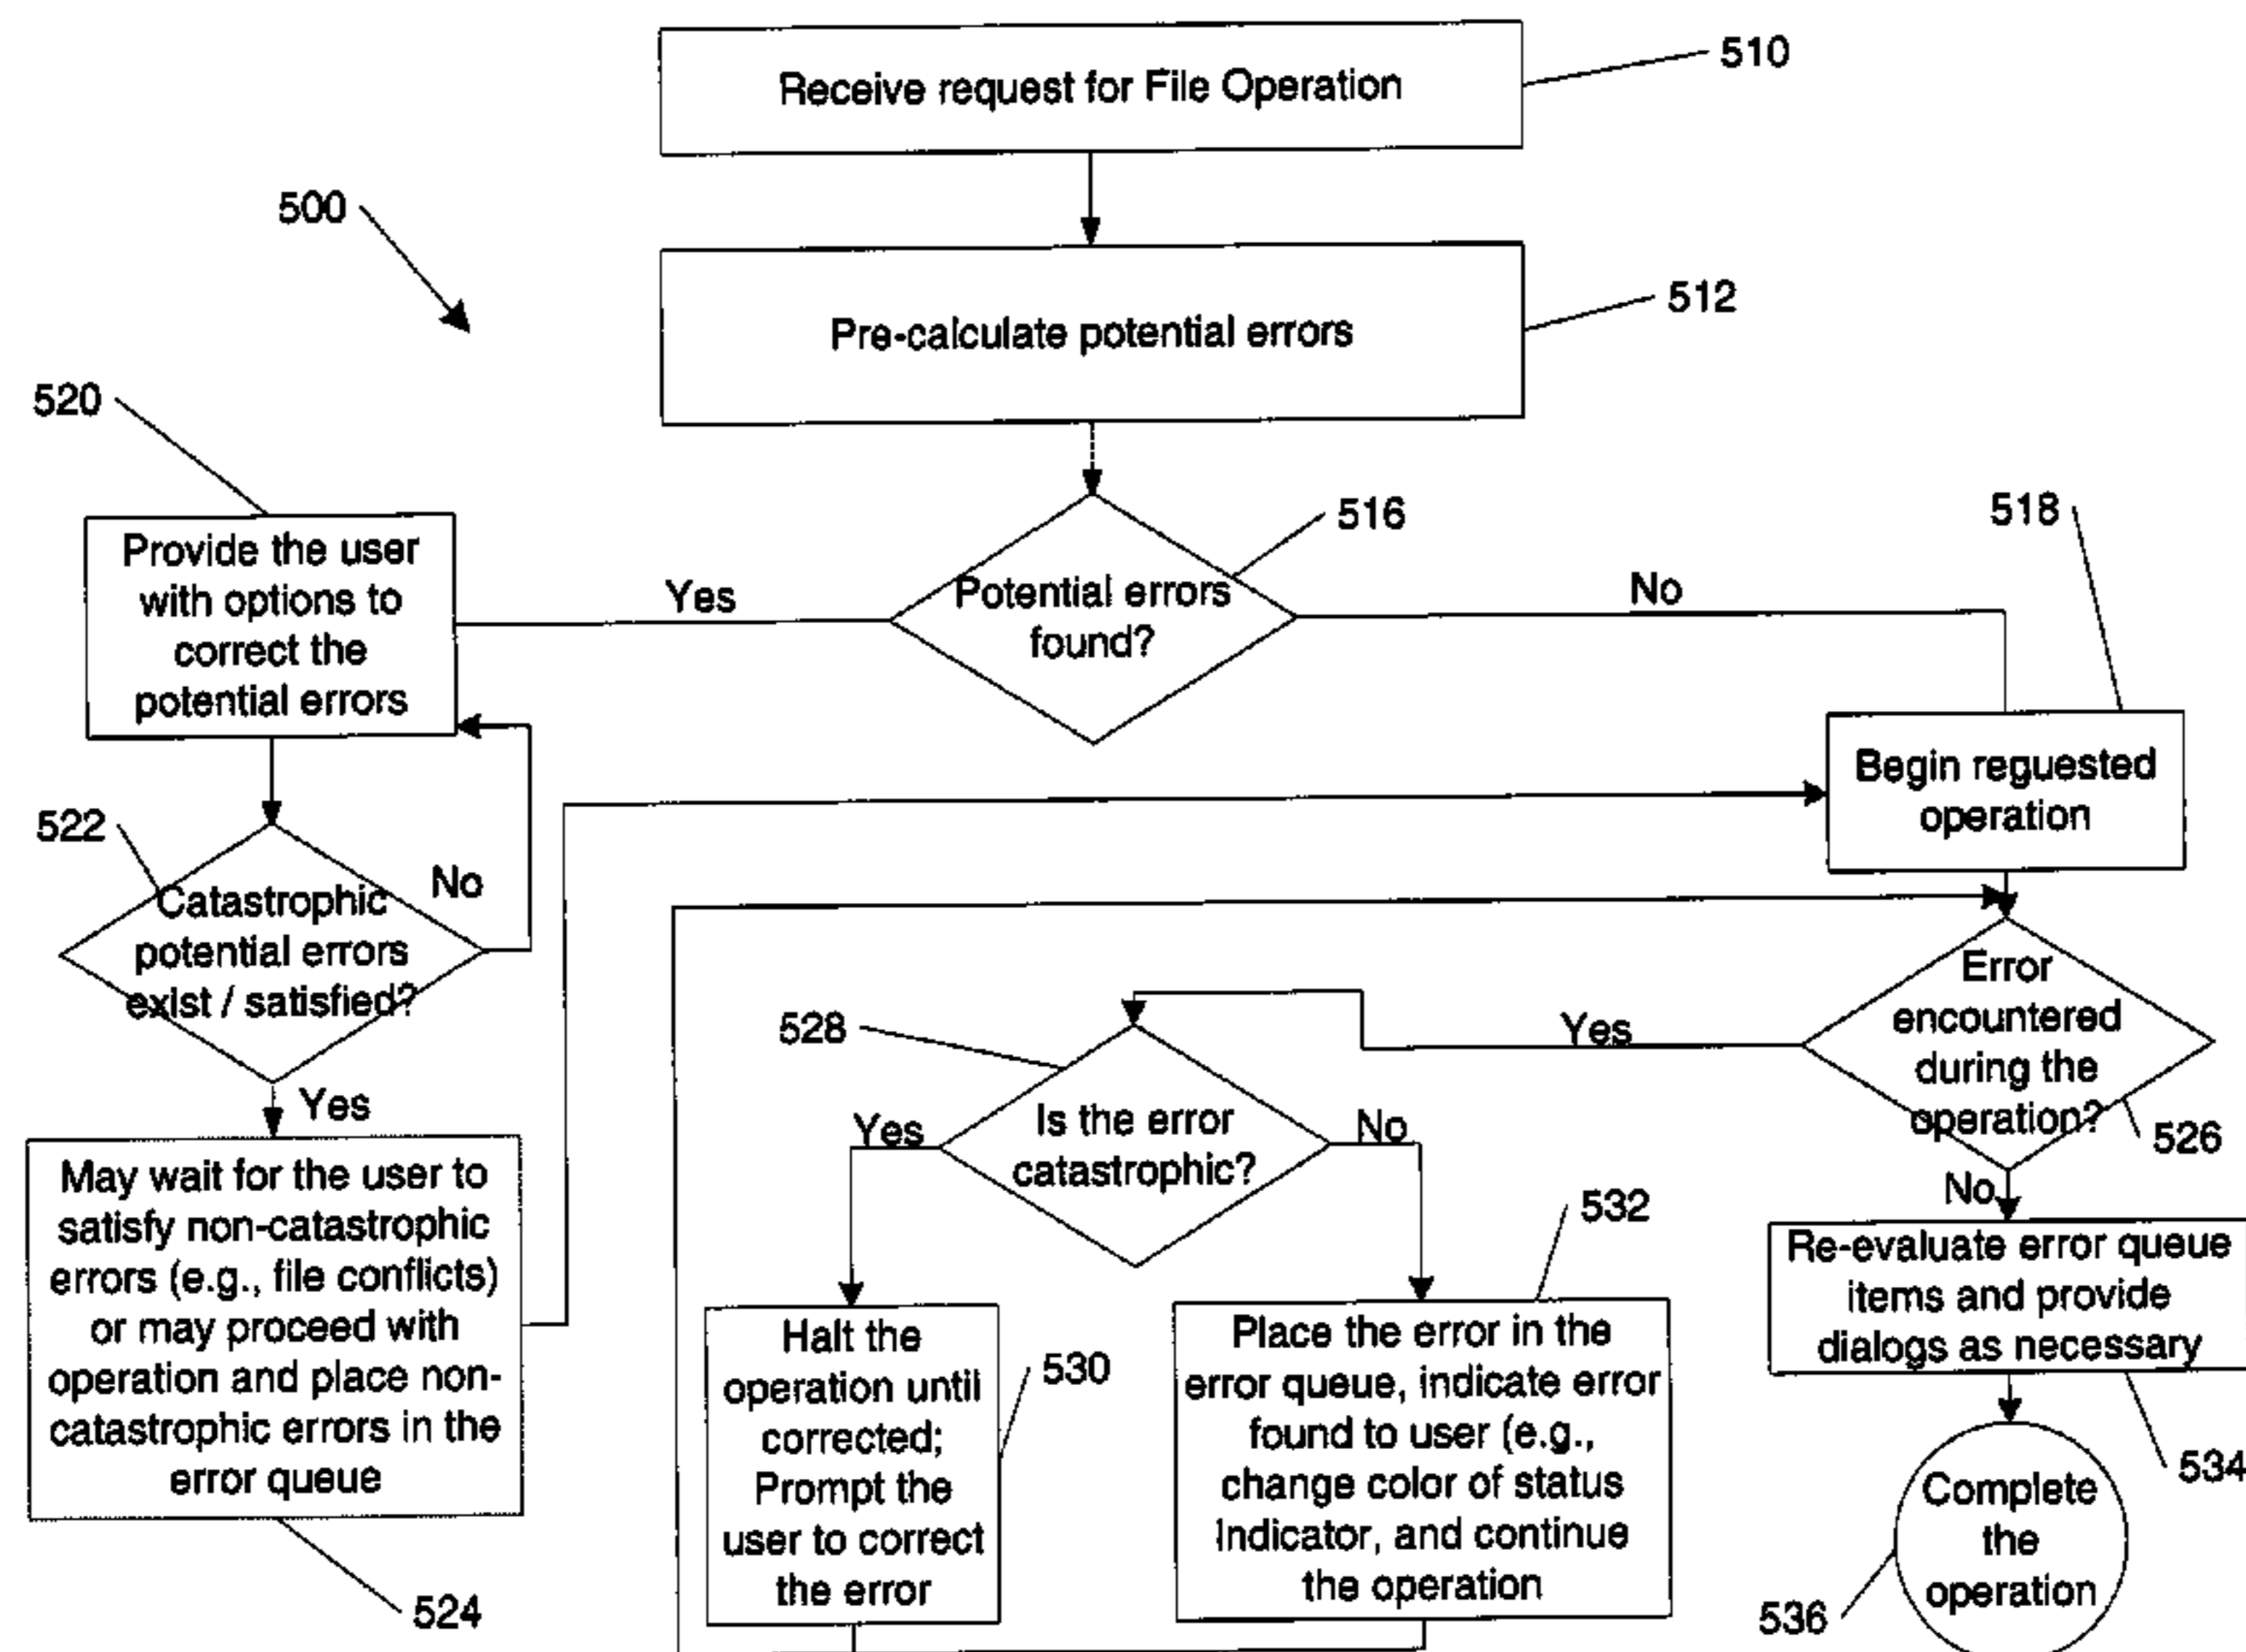 Receive request for File Operation
510
500
Pre-calculate potential errors
512
520
Provide the user
with options to
correct the
potential errors
Yes
Potential errors
found?
516
No
518
Begin reguested
operation
522
Catastrophic
potential errors
exist / satisfied?
No
Yes
May wait for the user to
satisfy non-catastrophic
errors (e.g., file conflicts)
or may proceed with
operation and place non-
catastrophic errors in the
error queue
524
Error
encountered
during the
operation?
526
Yes
No
528
Is the error
catastrophic?
Yes
No
Halt the
operation until
corrected;
Prompt the
user to correct
the error
530
532
Place the error in the
error queue, indicate error
found to user (e.g.,
change color of status
Indicator, and continue
the operation
Re-evaluate error queue
items and provide
dialogs as necessary
534
Complete
the
operation
536